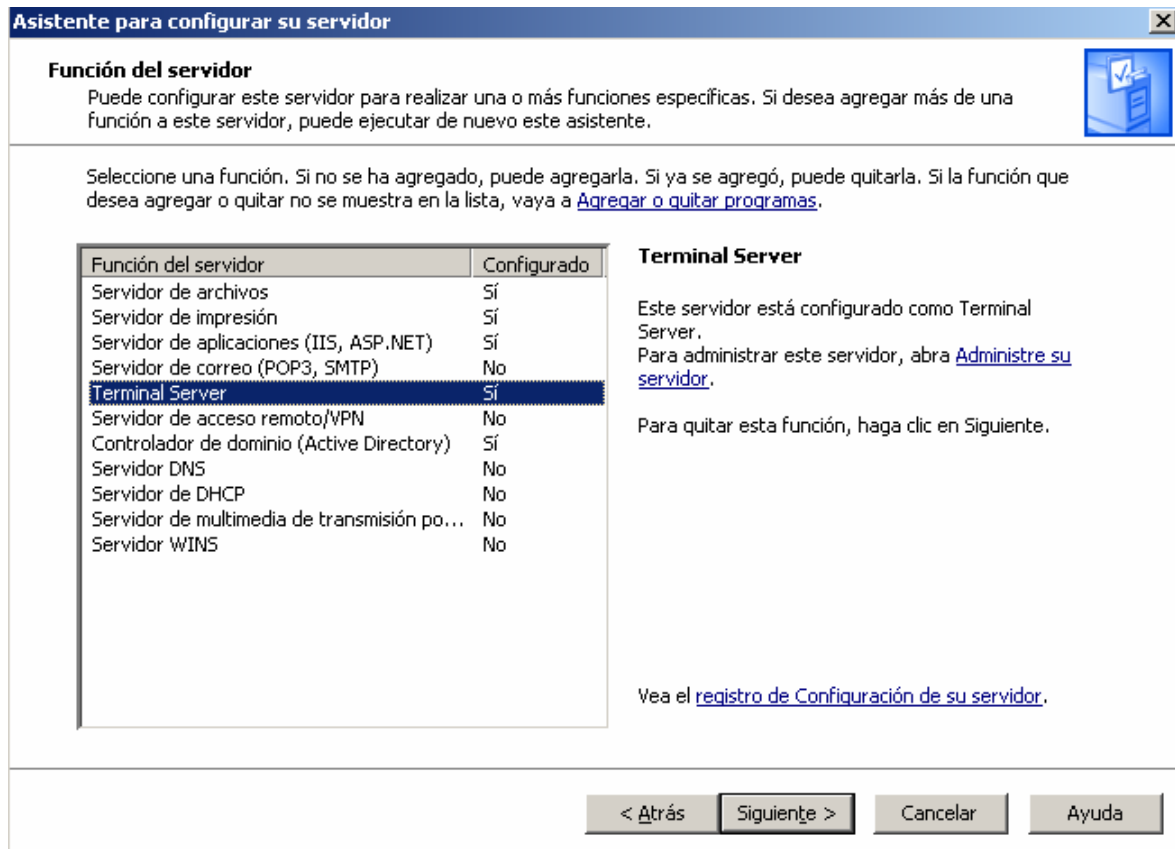 Asistente para configurar su servidor
Función del servidor
Puede configurar este servidor para realizar una o más funciones específicas. Si desea agregar más de una
función a este servidor, puede ejecutar de nuevo este asistente.
Seleccione una función. Si no se ha agregado, puede agregarla. Si ya se agregó, puede quitarla. Si la función que
desea agregar o quitar no se muestra en la lista, vaya a Agregar o quitar programas.
Función del servidor Configurado
Servidor de archivos Sí
Servidor de impresión Sí
Servidor de aplicaciones (IIS, ASP.NET) Sí
Servidor de correo (POP3, SMTP) No
Terminal Server Sí
Servidor de acceso remoto/VPN No
Controlador de dominio (Active Directory) Sí
Servidor DNS No
Servidor de DHCP No
Servidor de multimedia de transmisión po... No
Servidor WINS No
Terminal Server
Este servidor está configurado como Terminal
Server.
Para administrar este servidor, abra Administre su
servidor.
Para quitar esta función, haga clic en Siguiente.
Vea el registro de Configuración de su servidor.
< Atrás
Siguiente >
Cancelar
Ayuda